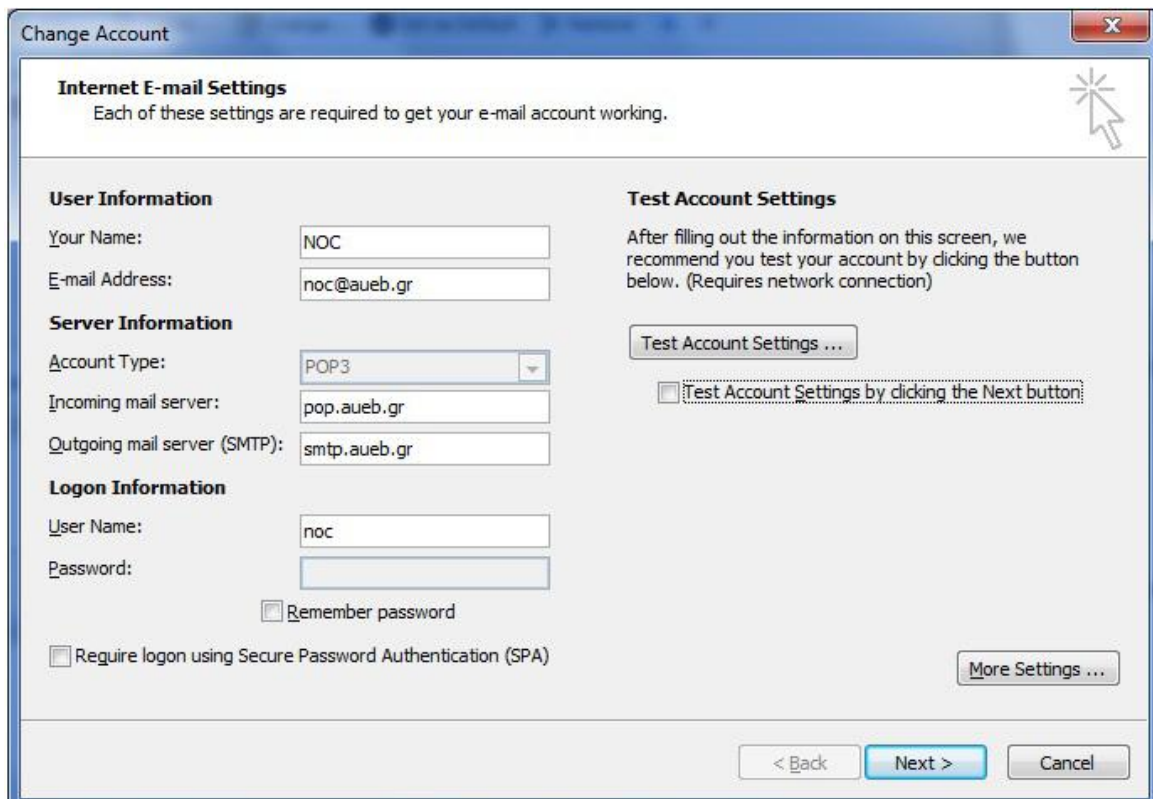 Change Account
Internet E-mail Settings
Each of these settings are required to get your e-mail account working.
User Information
Your Name:
NOC
E-mail Address:
noc@aueb.gr
Server Information
Account Type:
POP3
Incoming mail server:
pop.aueb.gr
Outgoing mail server (SMTP):
smtp.aueb.gr
Logon Information
User Name:
noc
Password:
Remember password
Require logon using Secure Password Authentication (SPA)
Test Account Settings
After filling out the information on this screen, we
recommend you test your account by clicking the button
below. (Requires network connection)
Test Account Settings ...
Test Account Settings by clicking the Next button
More Settings ...
< Back
Next >
Cancel